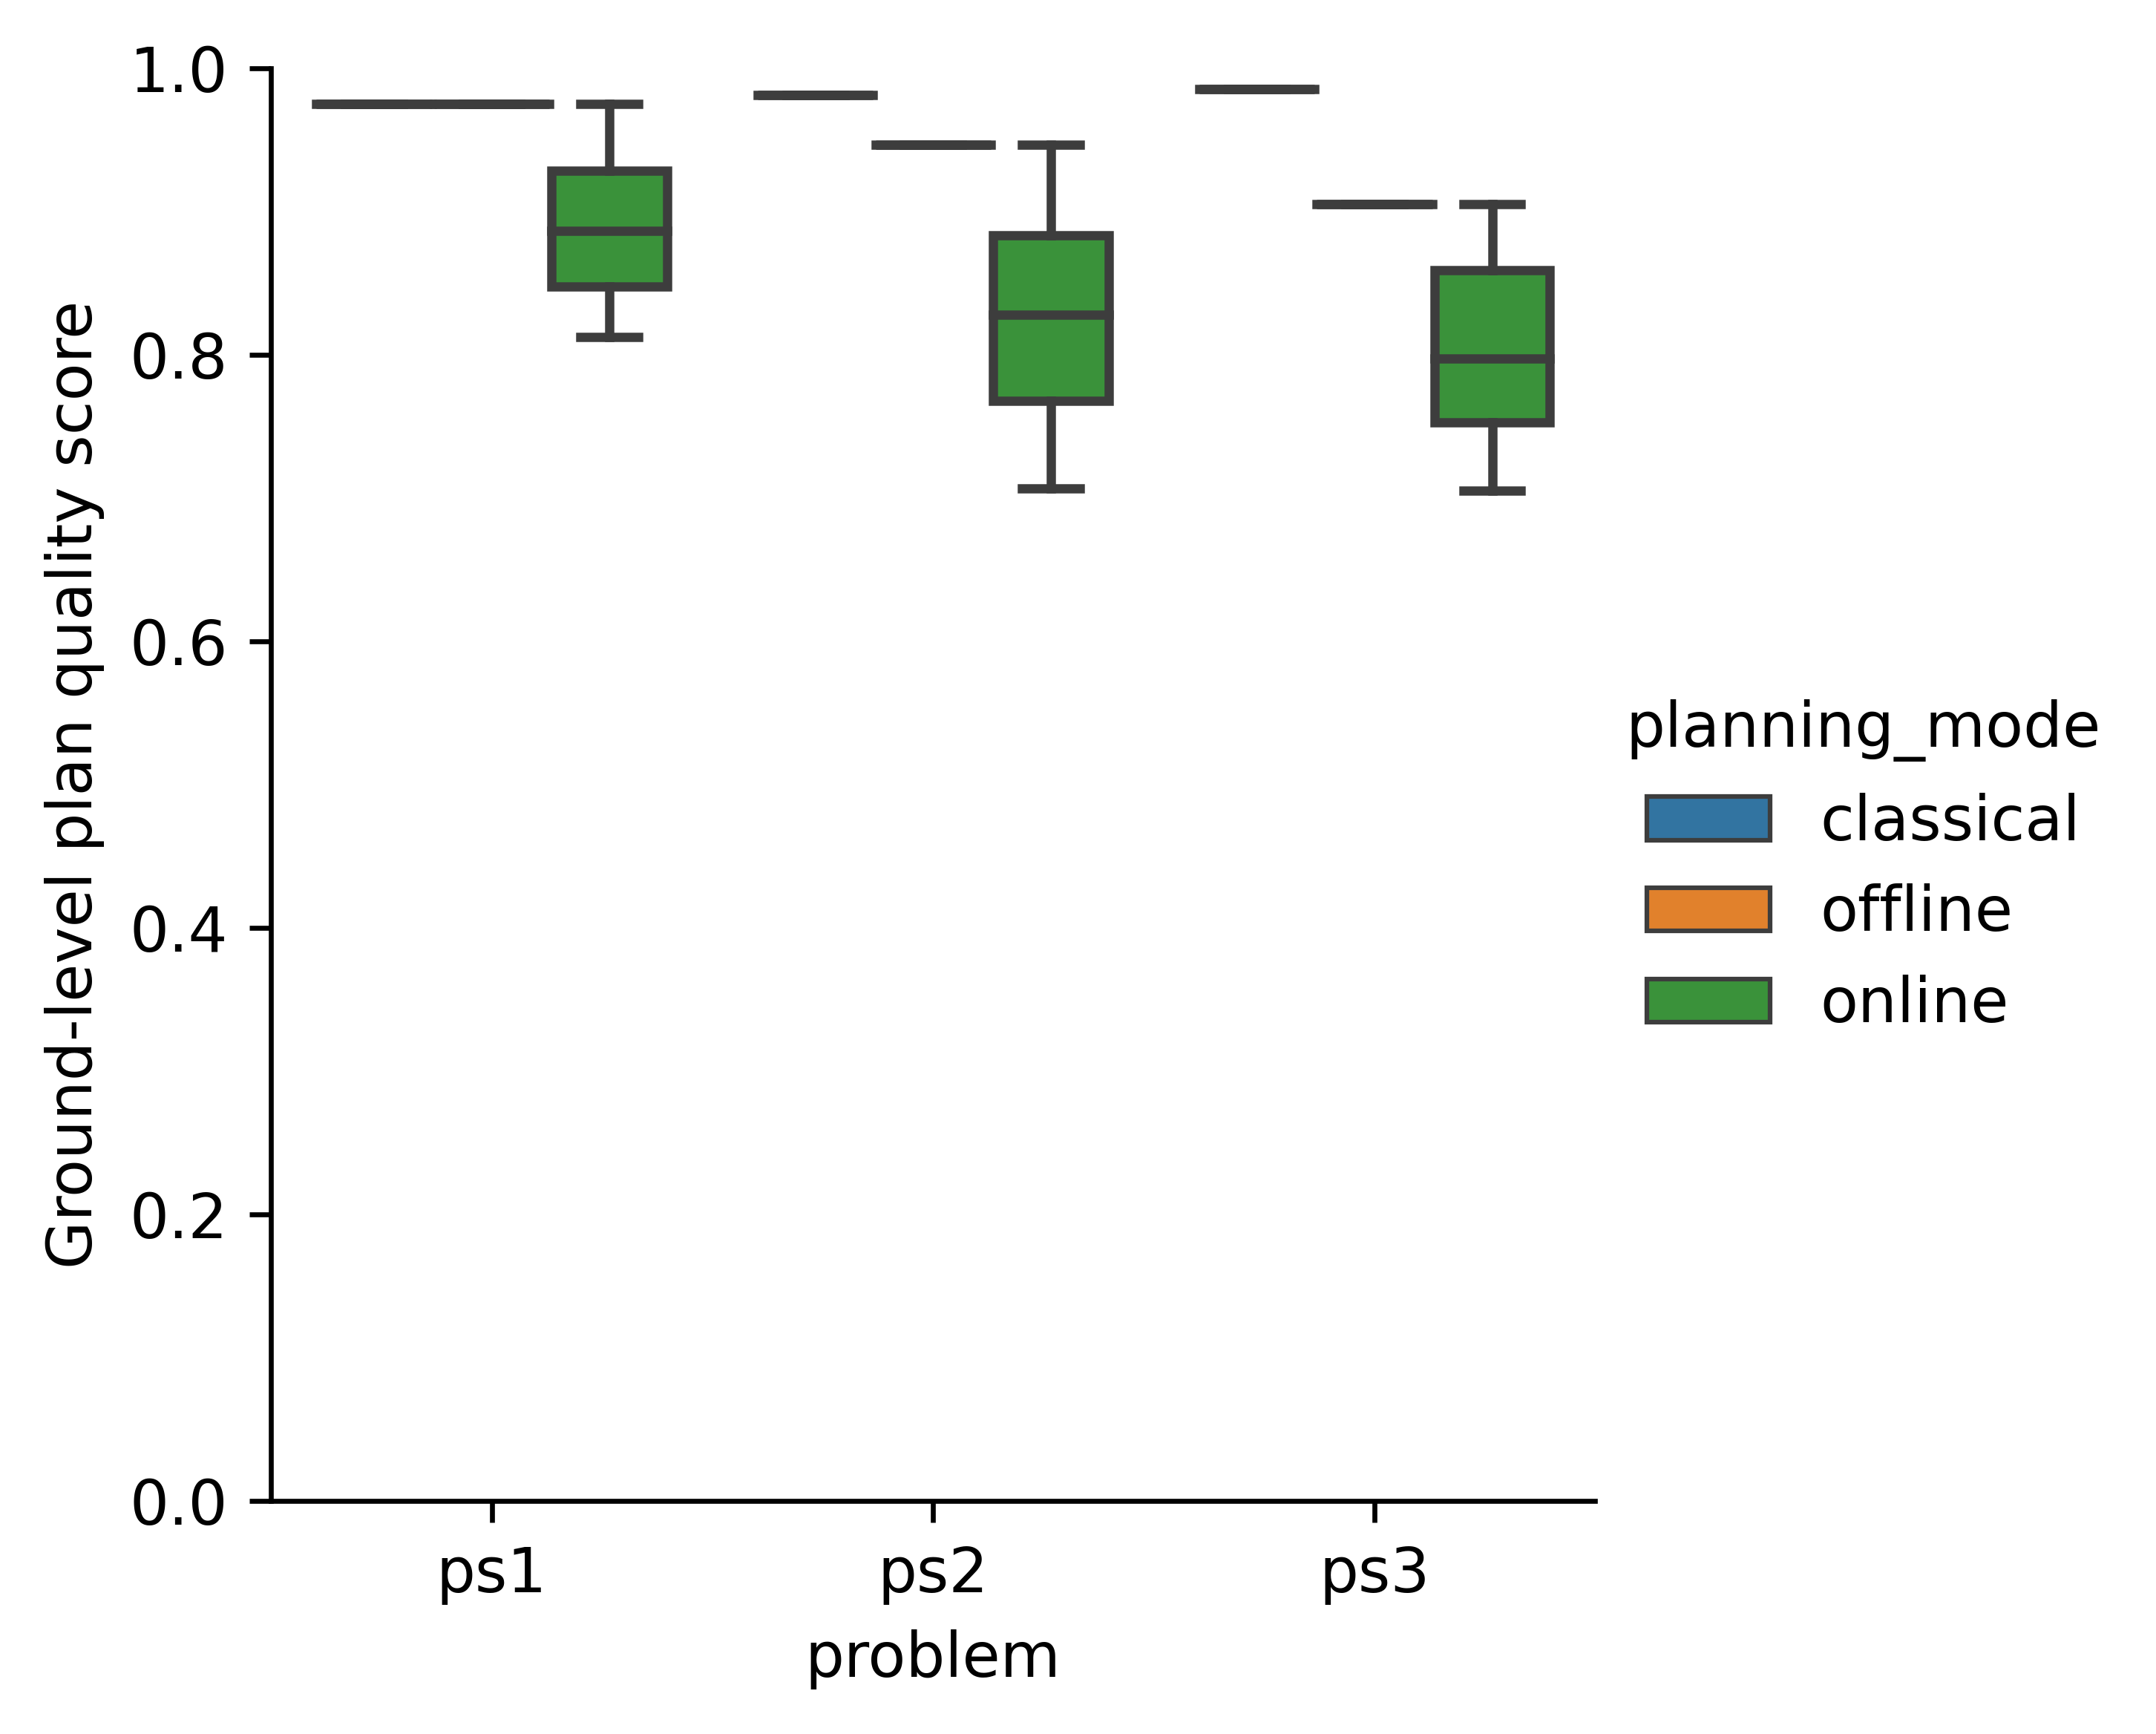 Ground-level plan quality score
1.0
0.8
0.6
0.4
0.2
0.0
ps1 ps2 ps3
problem
planning_mode
classical
offline
online